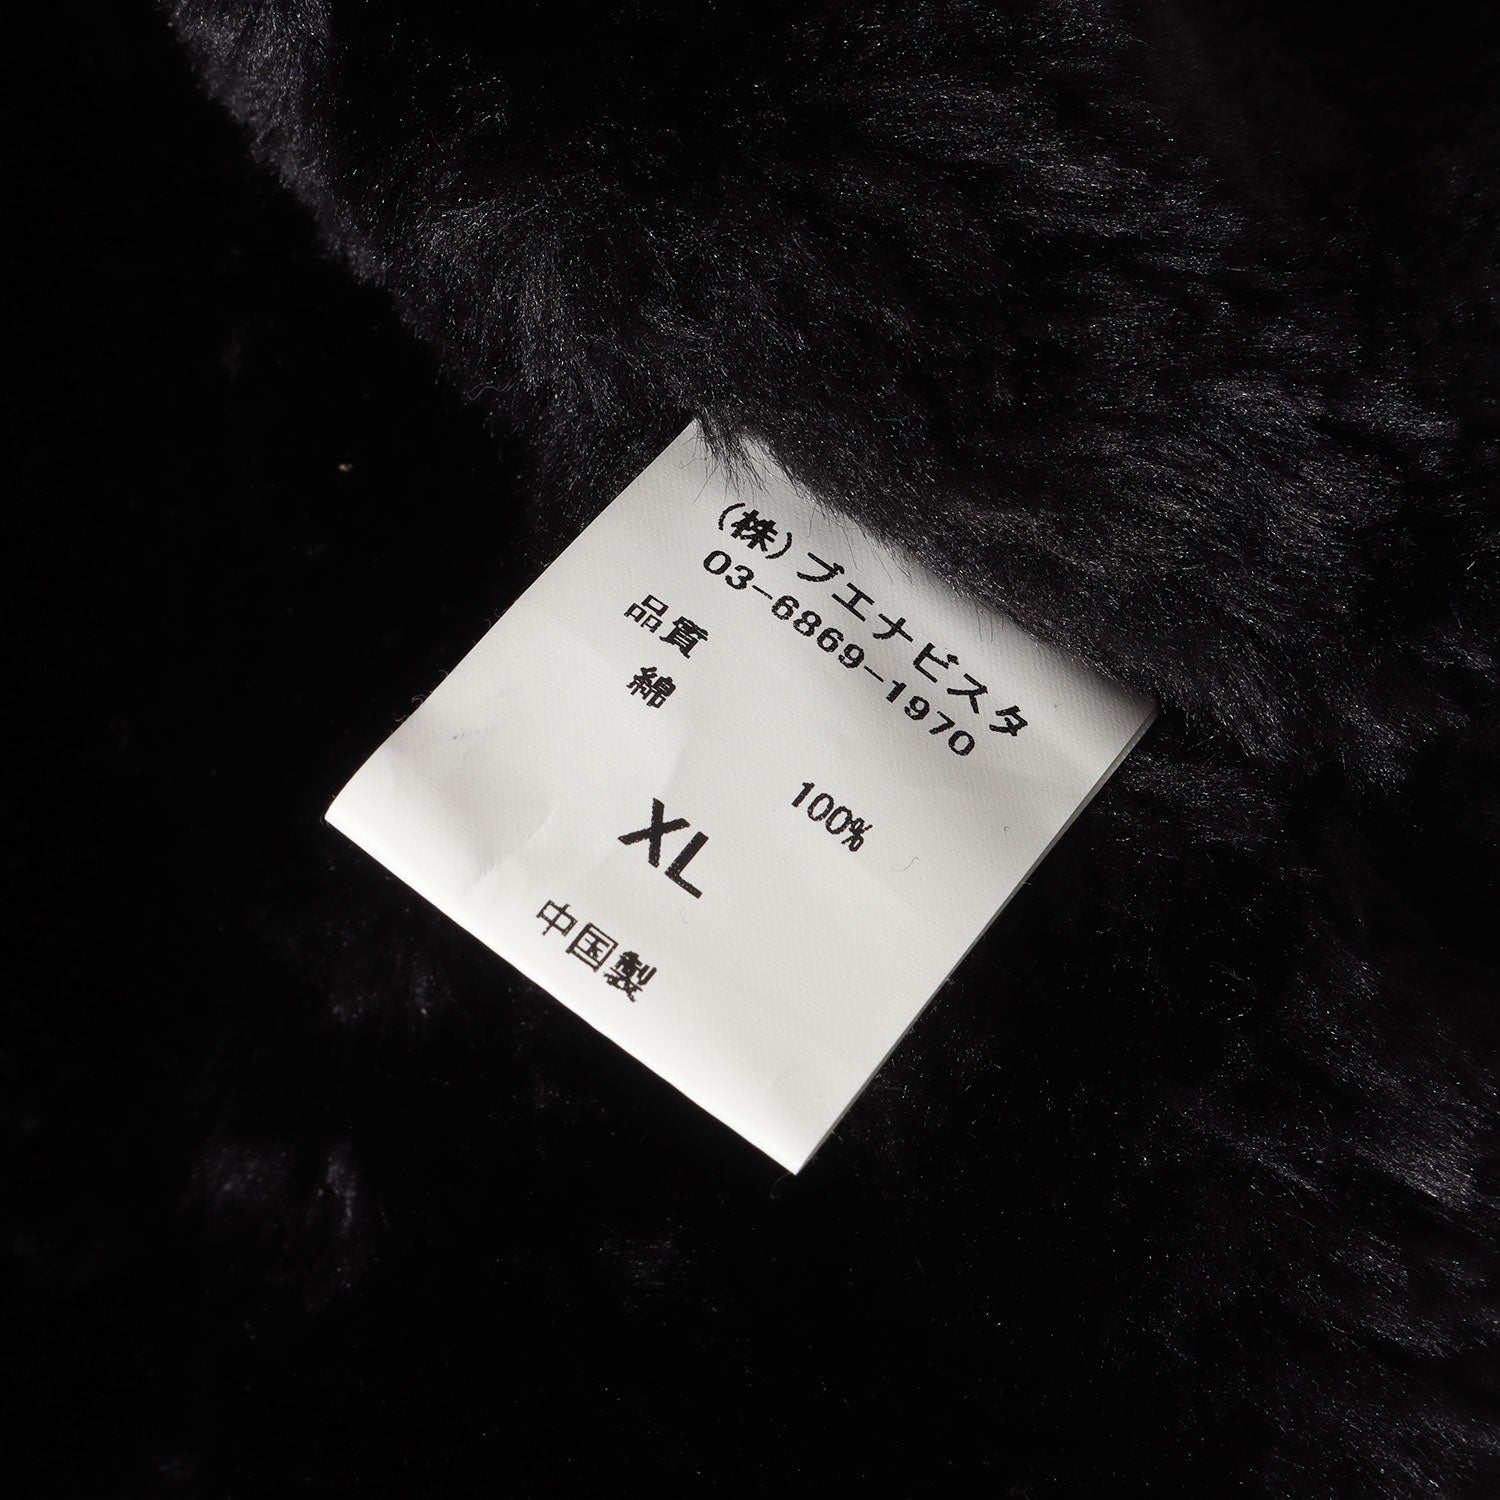 (株)ブエナビスタ
03-6869-1970
品質
綿 100%
XL
中国製